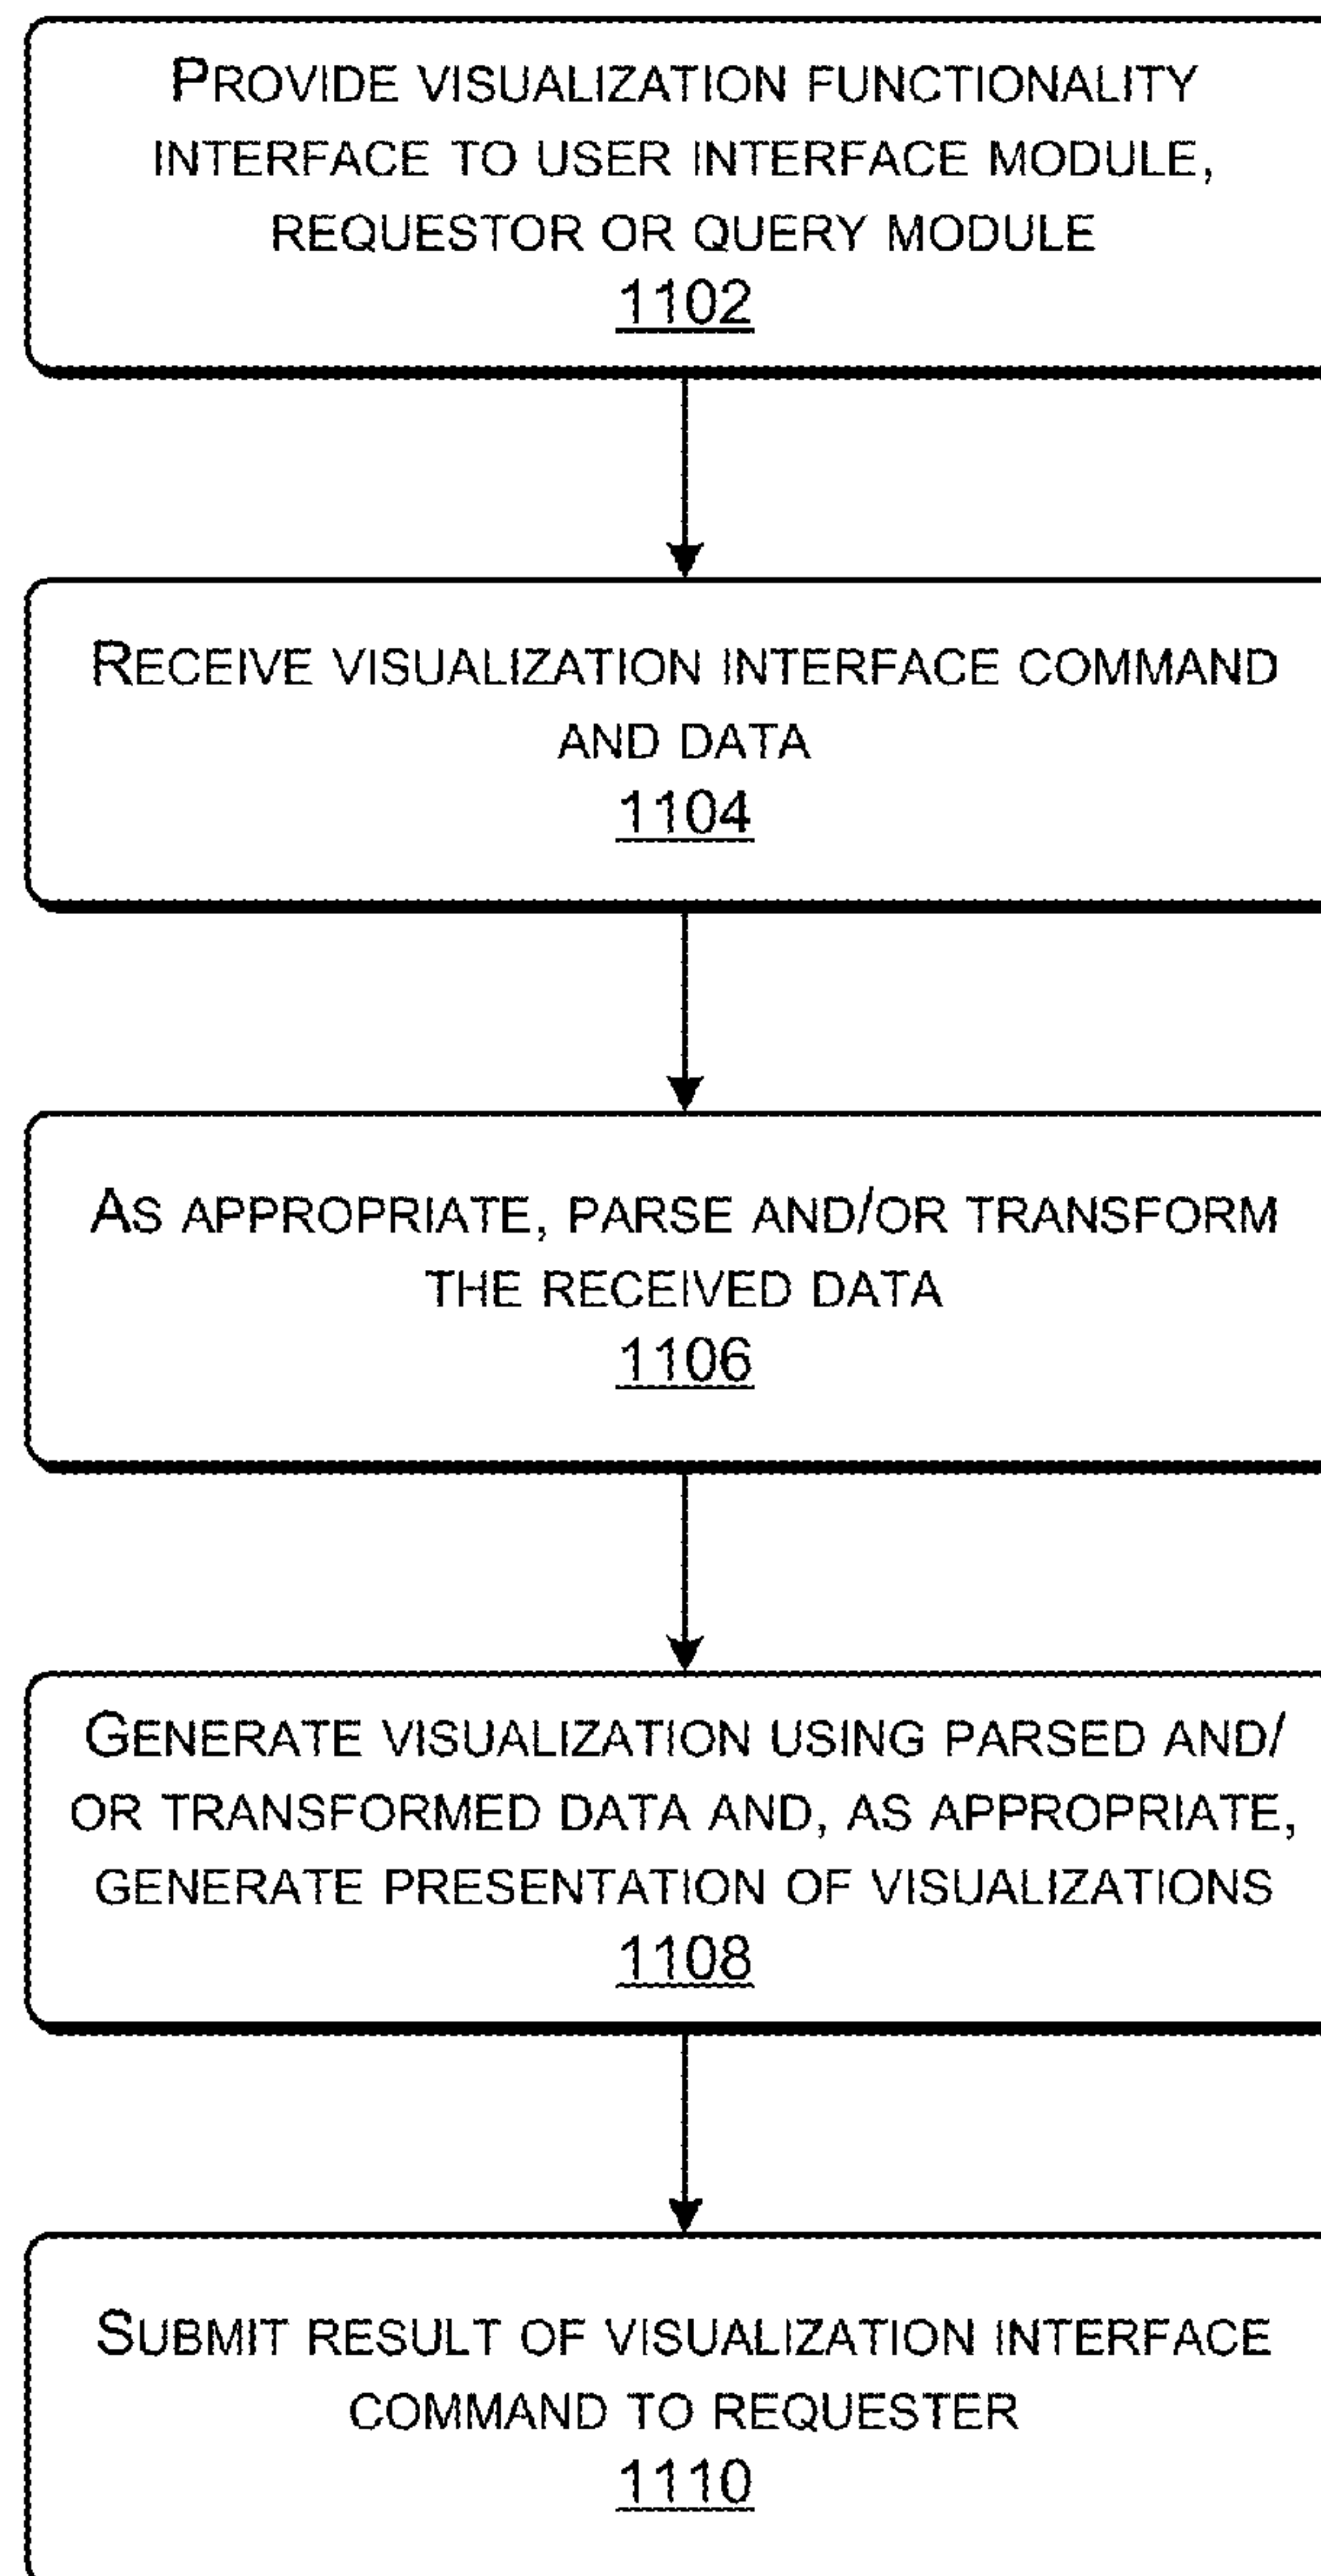 PROVIDE VISUALIZATION FUNCTIONALITY
INTERFACE TO USER INTERFACE MODULE,
REQUESTOR OR QUERY MODULE
1102
RECEIVE VISUALIZATION INTERFACE COMMAND
AND DATA
1104
AS APPROPRIATE, PARSE AND/OR TRANSFORM
THE RECEIVED DATA
1106
GENERATE VISUALIZATION USING PARSED AND/
OR TRANSFORMED DATA AND, AS APPROPRIATE,
GENERATE PRESENTATION OF VISUALIZATIONS
1108
SUBMIT RESULT OF VISUALIZATION INTERFACE
COMMAND TO REQUESTER
1110